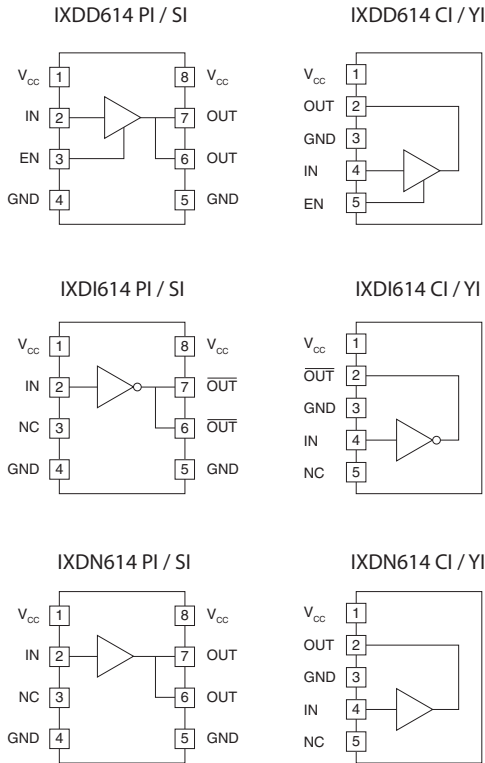 IXDD614 PI / SI
VCC 1 8 VCC
IN 2 7 OUT
EN 3 6 OUT
GND 4 5 GND
IXDD614 CI / YI
VCC 1
OUT 2
GND 3
IN 4
EN 5
IXDI614 PI / SI
VCC 1 8 VCC
IN 2 7 O̅U̅T̅
NC 3 6 O̅U̅T̅
GND 4 5 GND
IXDI614 CI / YI
VCC 1
O̅U̅T̅ 2
GND 3
IN 4
NC 5
IXDN614 PI / SI
VCC 1 8 VCC
IN 2 7 OUT
NC 3 6 OUT
GND 4 5 GND
IXDN614 CI / YI
VCC 1
OUT 2
GND 3
IN 4
NC 5